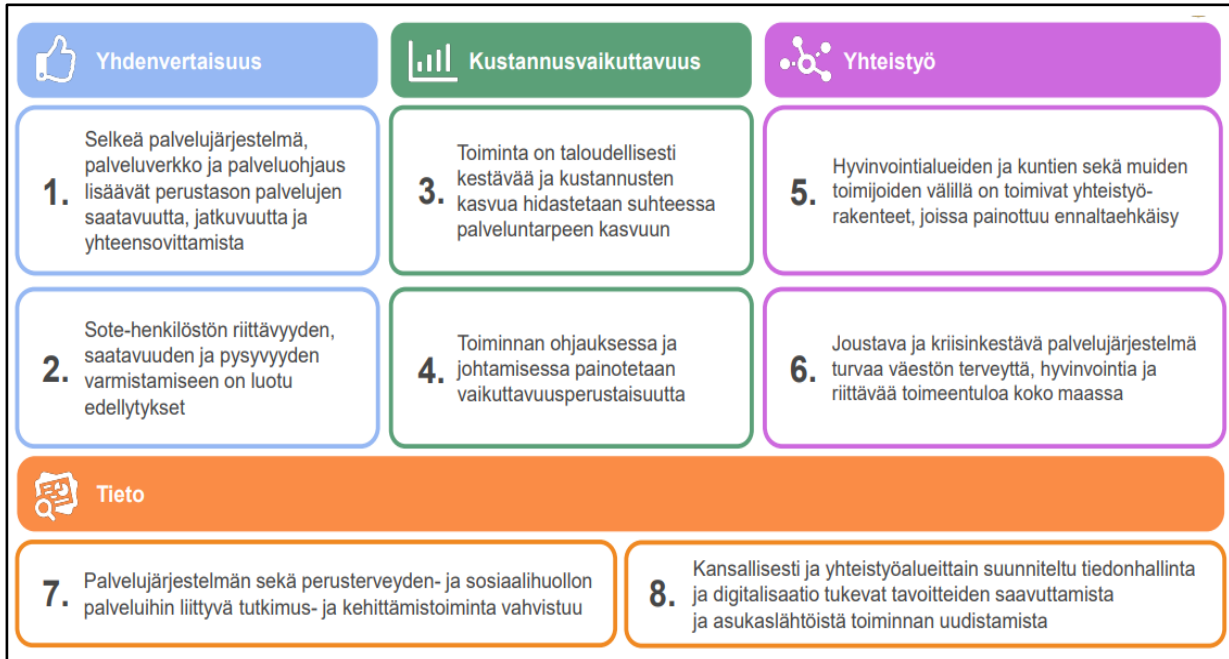 Yhdenvertaisuus
1.
Selkeä palvelujärjestelmä,
palveluverkko ja palveluohjaus
lisäävät perustason palvelujen
saatavuutta, jatkuvuutta ja
yhteensovittamista
2.
Sote-henkilöstön riittävyyden,
saatavuuden ja pysyvyyden
varmistamiseen on luotu
edellytykset
Kustannusvaikuttavuus
3.
Toiminta on taloudellisesti
kestävää ja kustannusten
kasvua hidastetaan suhteessa
palveluntarpeen kasvuun
4.
Toiminnan ohjauksessa ja
johtamisessa painotetaan
vaikuttavuusperustaisuutta
Yhteistyö
5.
Hyvinvointialueiden ja kuntien sekä muiden
toimijoiden välillä on toimivat yhteistyö-
rakenteet, joissa painottuu ennaltaehkäisy
6.
Joustava ja kriisinkestävä palvelujärjestelmä
turvaa väestön terveyttä, hyvinvointia ja
riittävää toimeentuloa koko maassa
Tieto
7.
Palvelujärjestelmän sekä perusterveyden- ja sosiaalihuollon
palveluihin liittyvä tutkimus- ja kehittämistoiminta vahvistuu
8.
Kansallisesti ja yhteistyöalueittain suunniteltu tiedonhallinta
ja digitalisaatio tukevat tavoitteiden saavuttamista
ja asukaslähtöistä toiminnan uudistamista